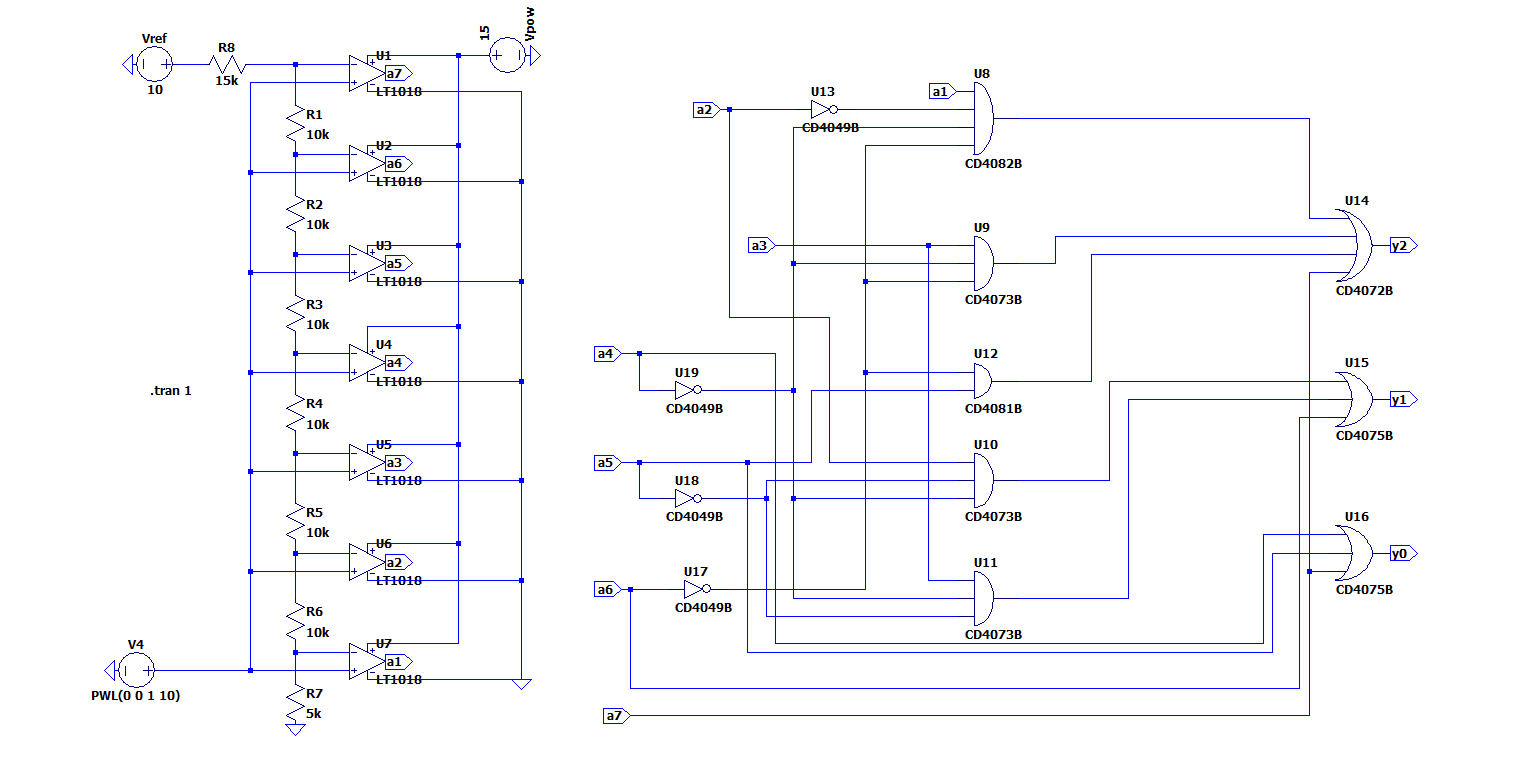 Vref
10
R8
15k
U1
a7
LT1018
15
Vpow
R1
10k
U2
a6
LT1018
R2
10k
U3
a5
LT1018
R3
10k
U4
a4
LT1018
.tran 1
R4
10k
U5
a3
LT1018
R5
10k
U6
a2
LT1018
R6
10k
V4
PWL(0 0 1 10)
U7
a1
LT1018
R7
5k
a2
U13
CD4049B
a1
U8
CD4082B
a3
U9
CD4073B
a4
U19
CD4049B
U12
CD4081B
a5
U18
CD4049B
U10
CD4073B
a6
U17
CD4049B
U11
CD4073B
a7
U14
y2
CD4072B
U15
y1
CD4075B
U16
y0
CD4075B